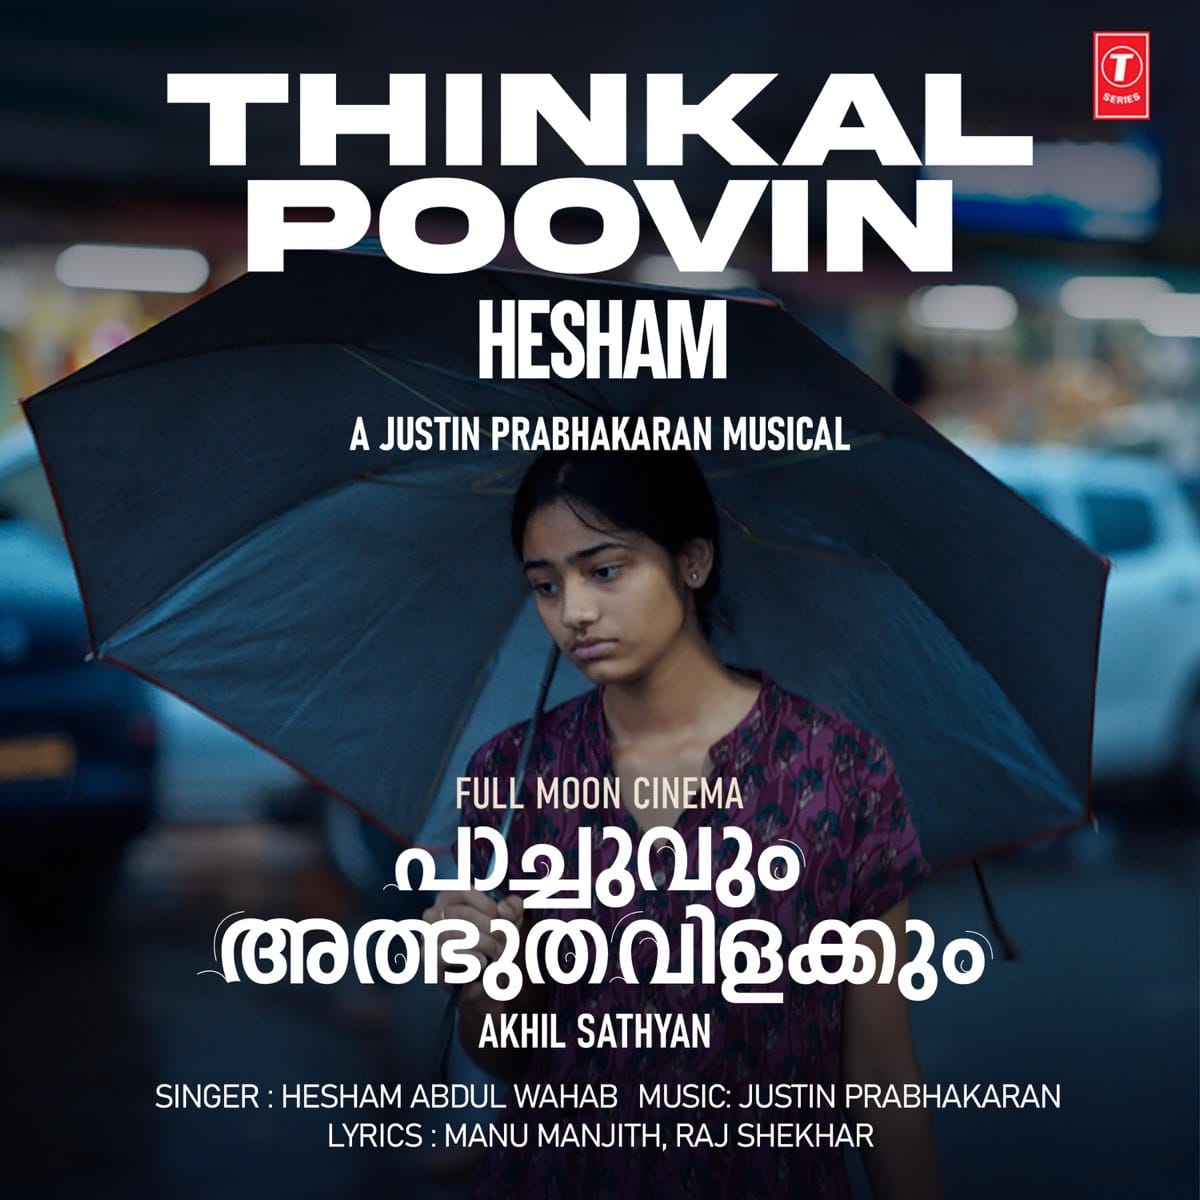 THINKAL
POOVIN
T
SERIES
HESHAM
A JUSTIN PRABHAKARAN MUSICAL
FULL MOON CINEMA
പാച്ചുവും
അത്ഭുതവിളക്കും
AKHIL SATHYAN
SINGER : HESHAM ABDUL WAHAB MUSIC: JUSTIN PRABHAKARAN
LYRICS : MANU MANJITH, RAJ SHEKHAR